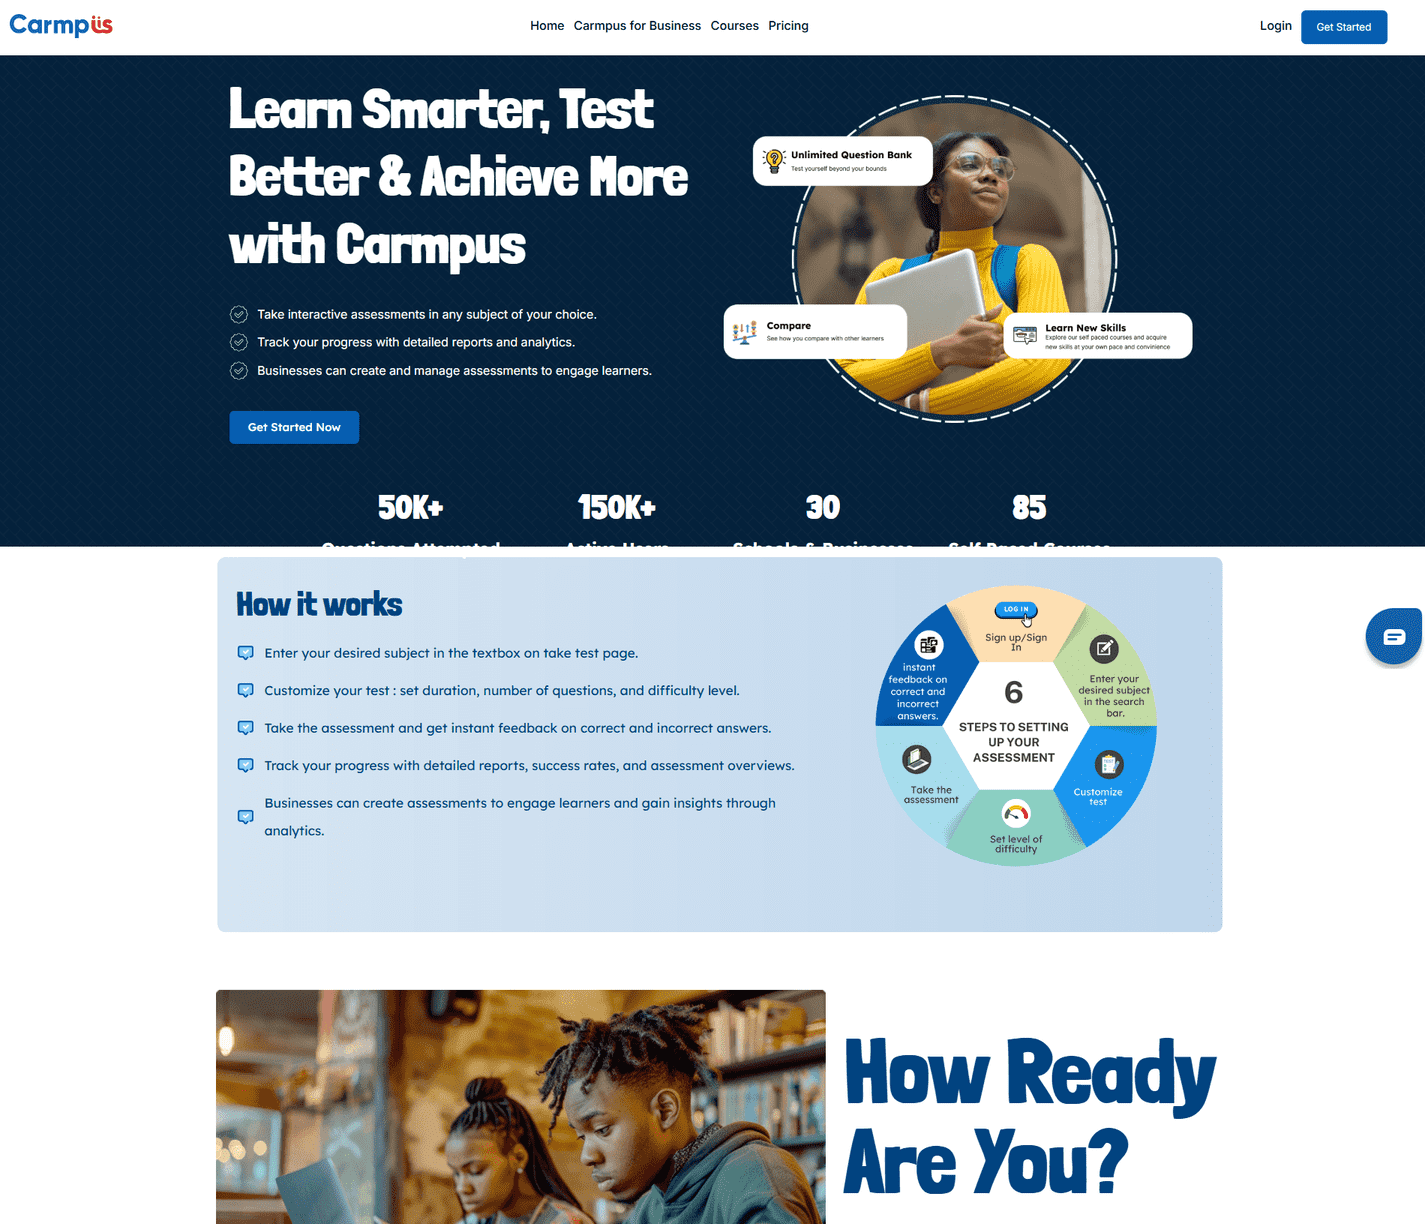 Carmpus
Home Carmpus for Business Courses Pricing
Login
Get Started
Learn Smarter, Test
Better & Achieve More
with Carmpus
Take interactive assessments in any subject of your choice.
Track your progress with detailed reports and analytics.
Businesses can create and manage assessments to engage learners.
Get Started Now
Unlimited Question Bank
Test yourself beyond your bounds
Compare
See how you compare with other learners
Learn New Skills
Explore our self paced courses and acquire
new skills at your own pace and convinience
50K+
150K+
30
85
Questions Attempted
Active Users
Schools & Businesses
Self Paced Courses
How it works
Enter your desired subject in the textbox on take test page.
Customize your test : set duration, number of questions, and difficulty level.
Take the assessment and get instant feedback on correct and incorrect answers.
Track your progress with detailed reports, success rates, and assessment overviews.
Businesses can create assessments to engage learners and gain insights through
analytics.
LOG IN
Sign up/Sign
In
Enter your
desired subject
in the search
bar.
Customize
test
Set level of
difficulty
Take the
assessment
instant
feedback on
correct and
incorrect
answers.
6
STEPS TO SETTING
UP YOUR
ASSESSMENT
How Ready
Are You?